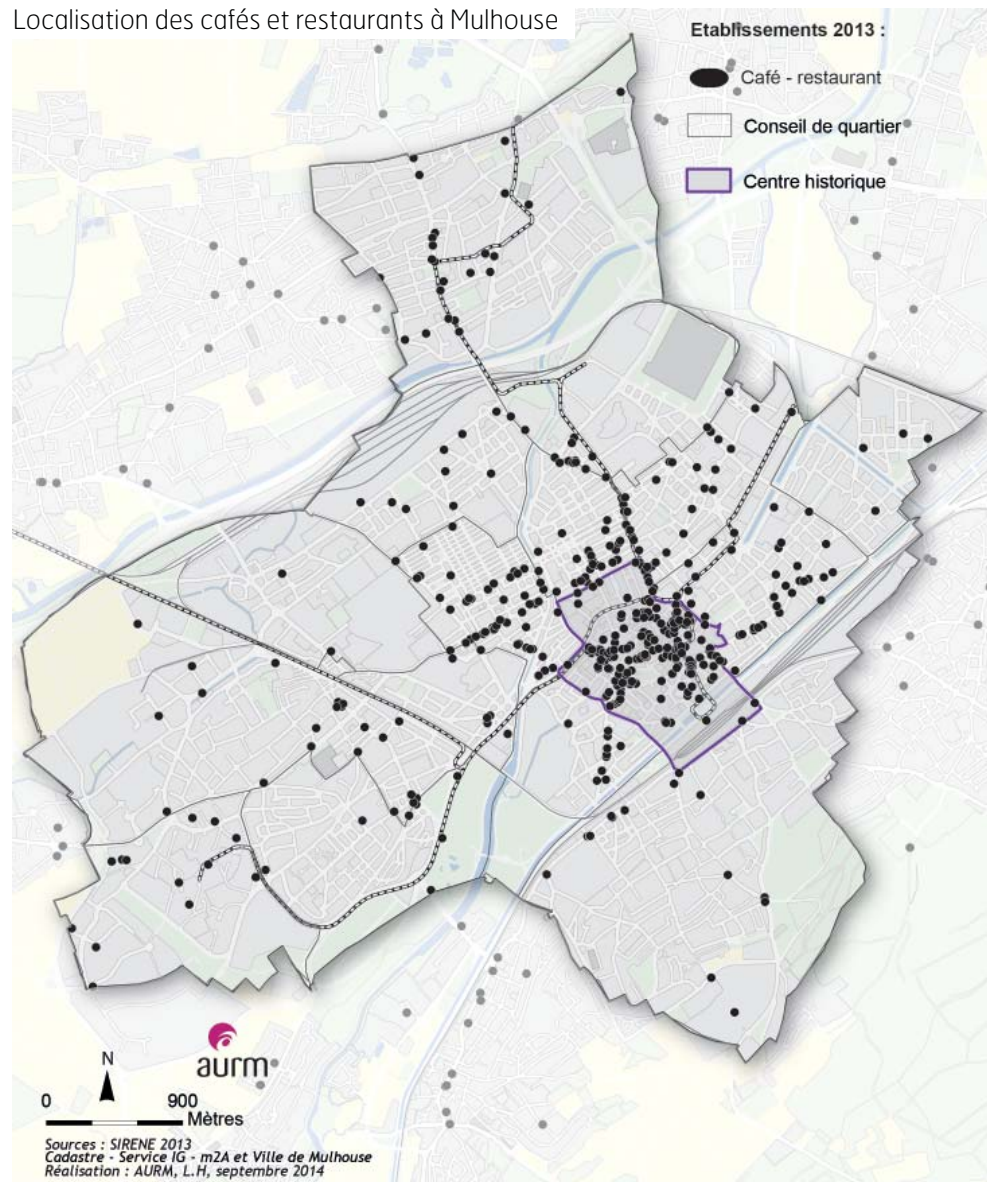 Localisation des cafés et restaurants à Mulhouse
Etablissements 2013 :
Café - restaurant
Conseil de quartier
Centre historique
aurm
N
0 900
Mètres
Sources : SIRENE 2013
Cadastre - Service IG - m2A et Ville de Mulhouse
Réalisation : AURM, L.H, septembre 2014